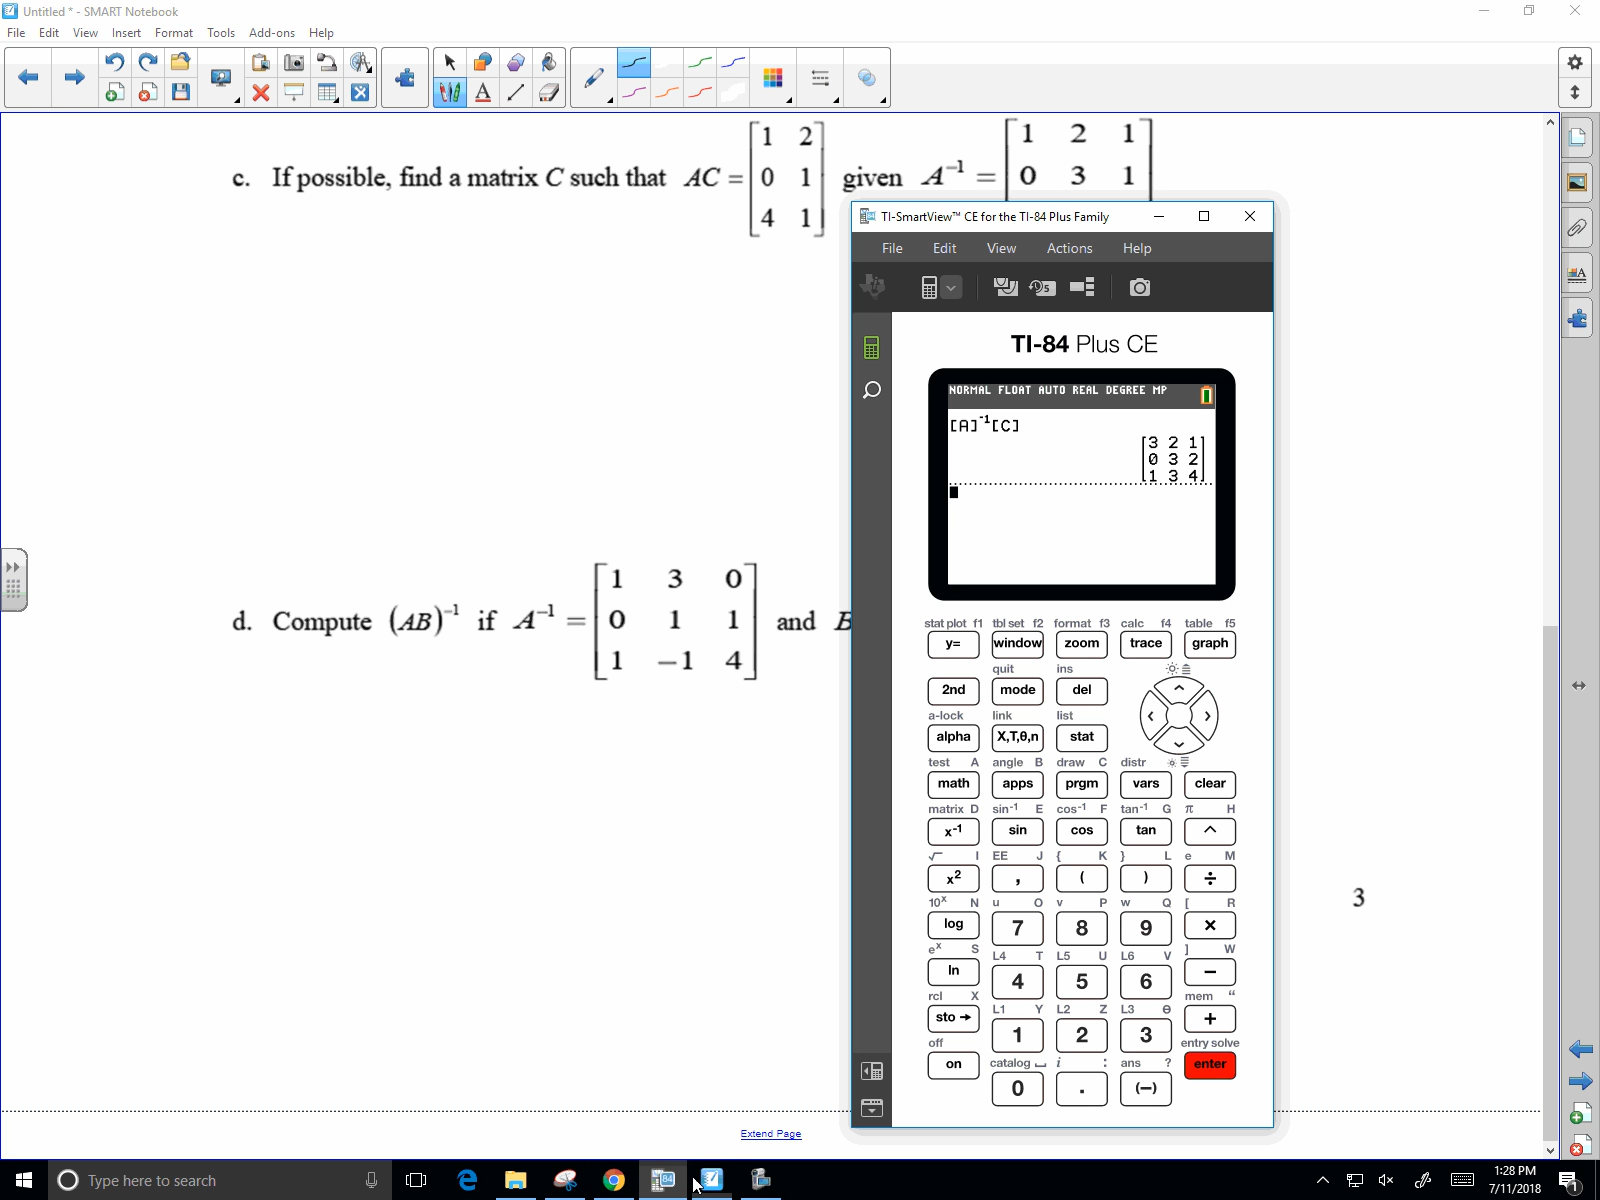 Untitled * - SMART Notebook
File Edit View Insert Format Tools Add-ons Help
c. If possible, find a matrix C such that AC = [1 2 given A⁻¹ = [1 2 1
0 1 0 3 1
4 1]
TI-SmartView™ CE for the TI-84 Plus Family
File Edit View Actions Help
TI-84 Plus CE
NORMAL FLOAT AUTO REAL DEGREE MP
[A]⁻¹[C]
[3 2 1]
[0 3 2]
[1 3 4]
d. Compute (AB)⁻¹ if A⁻¹ = [1 3 0 and B
0 1 1
1 −1 4]
stat plot f1 tbl set f2 format f3 calc f4 table f5
y= window zoom trace graph
quit ins
2nd mode del
a-lock link list
alpha X,T,θ,n stat
test A angle B draw C distr
math apps prgm vars clear
matrix D sin⁻¹ E cos⁻¹ F tan⁻¹ G π H
x⁻¹ sin cos tan ^
√ I EE J { K } L e M
x² , ( ) ÷
10ˣ N u O v P w Q [ R
log 7 8 9 ×
eˣ S L4 T L5 U L6 V ] W
ln 4 5 6 −
rcl X L1 Y L2 Z L3 θ mem “
sto→ 1 2 3 +
off catalog i : ans ? entry solve
on 0 . (−) enter
3
Extend Page
Type here to search
84
1:28 PM
7/11/2018
1